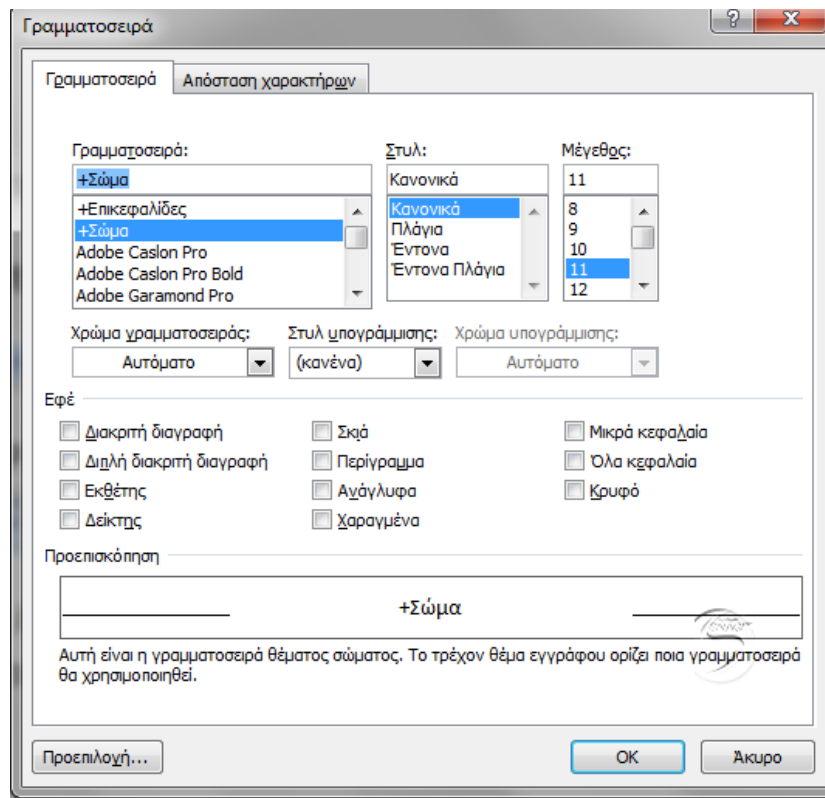 Γραμματοσειρά
Γραμματοσειρά Απόσταση χαρακτήρων
Γραμματοσειρά: Στυλ: Μέγεθος:
+Σώμα Κανονικά 11
+Επικεφαλίδες Κανονικά 8
+Σώμα Πλάγια 9
Adobe Caslon Pro Έντονα 10
Adobe Caslon Pro Bold Έντονα Πλάγια 11
Adobe Garamond Pro 12
Χρώμα γραμματοσειράς: Στυλ υπογράμμισης: Χρώμα υπογράμμισης:
Αυτόματο (κανένα) Αυτόματο
Εφέ
Διακριτή διαγραφή Σκιά Μικρά κεφαλαία
Διπλή διακριτή διαγραφή Περίγραμμα Όλα κεφαλαία
Εκθέτης Ανάγλυφα Κρυφό
Δείκτης Χαραγμένα
Προεπισκόπηση
+Σώμα
Αυτή είναι η γραμματοσειρά θέματος σώματος. Το τρέχον θέμα εγγράφου ορίζει ποια γραμματοσειρά
θα χρησιμοποιηθεί.
Προεπιλογή... OK Άκυρο